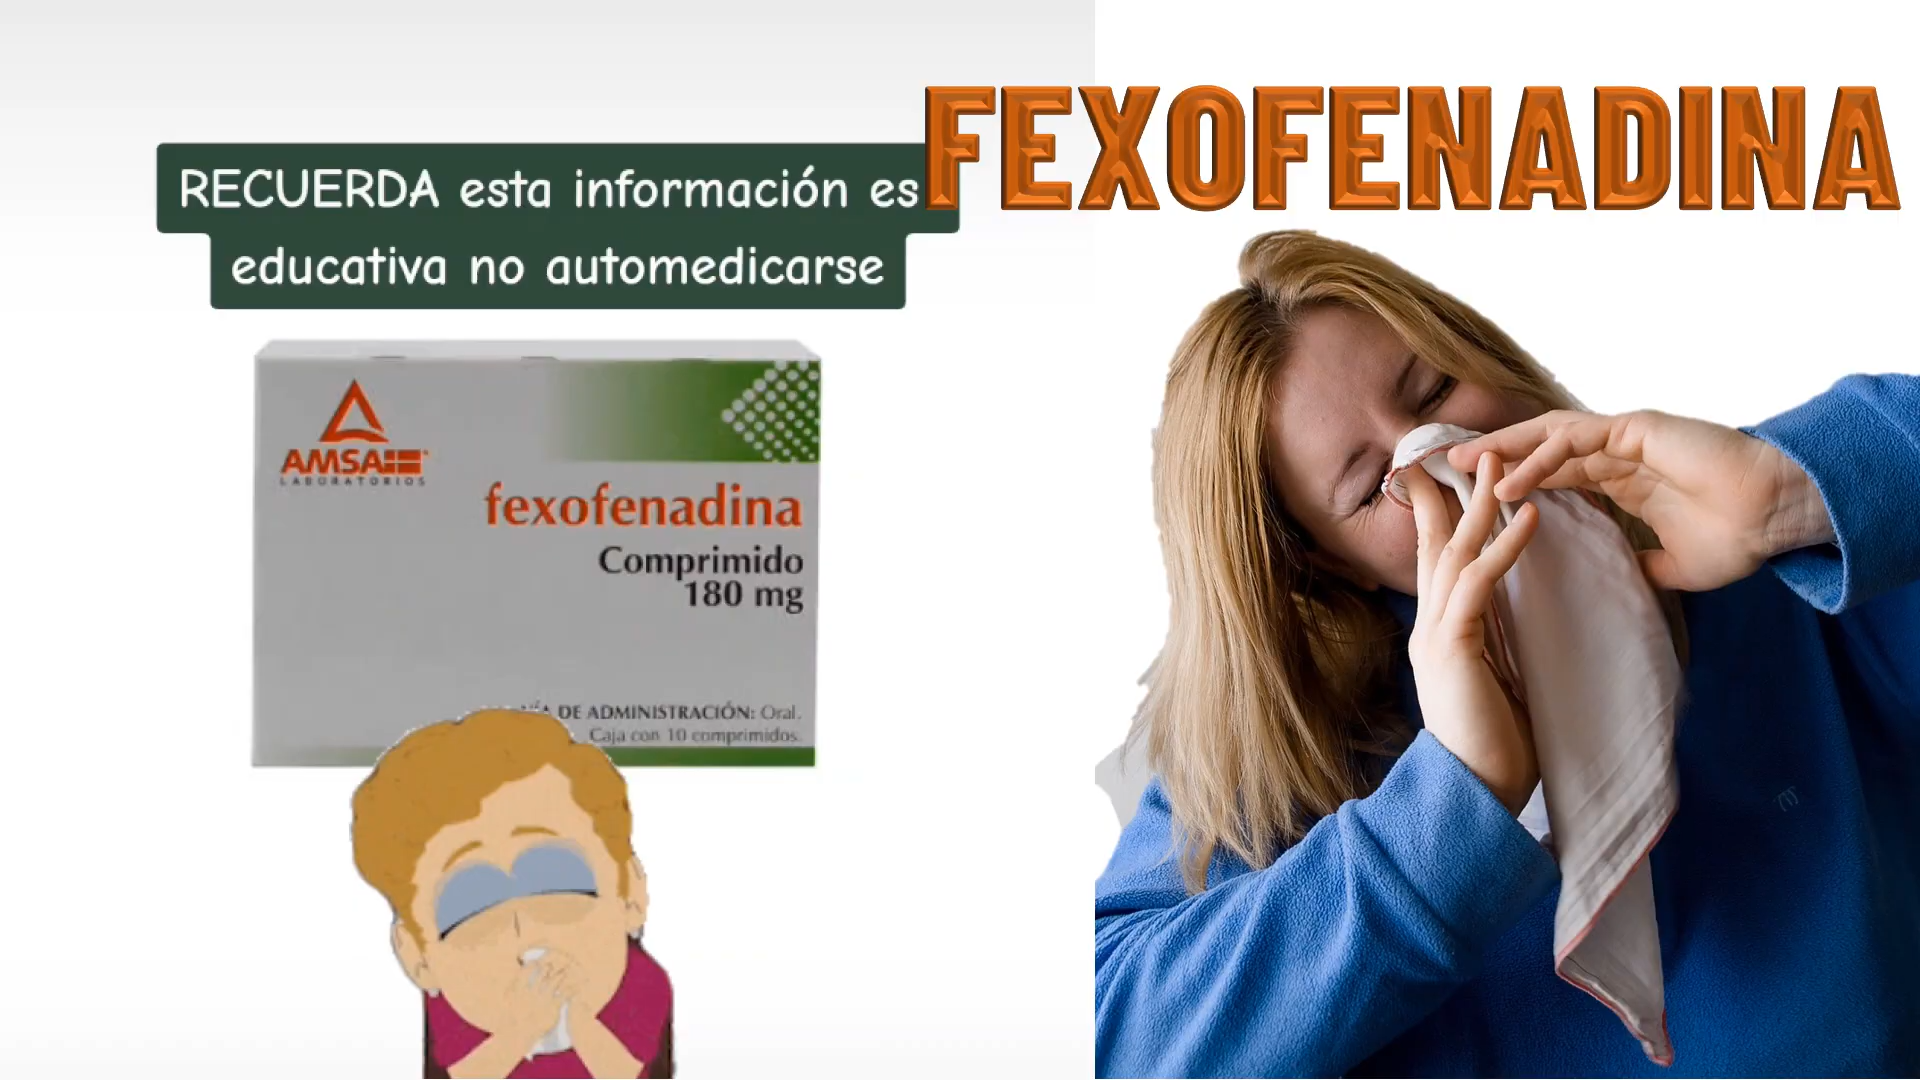 FEXOFENADINA
RECUERDA esta información es
educativa no automedicarse
AMSA
LABORATORIOS
fexofenadina
Comprimido
180 mg
DE ADMINISTRACIÓN: Oral.
Caja con 10 comprimidos.